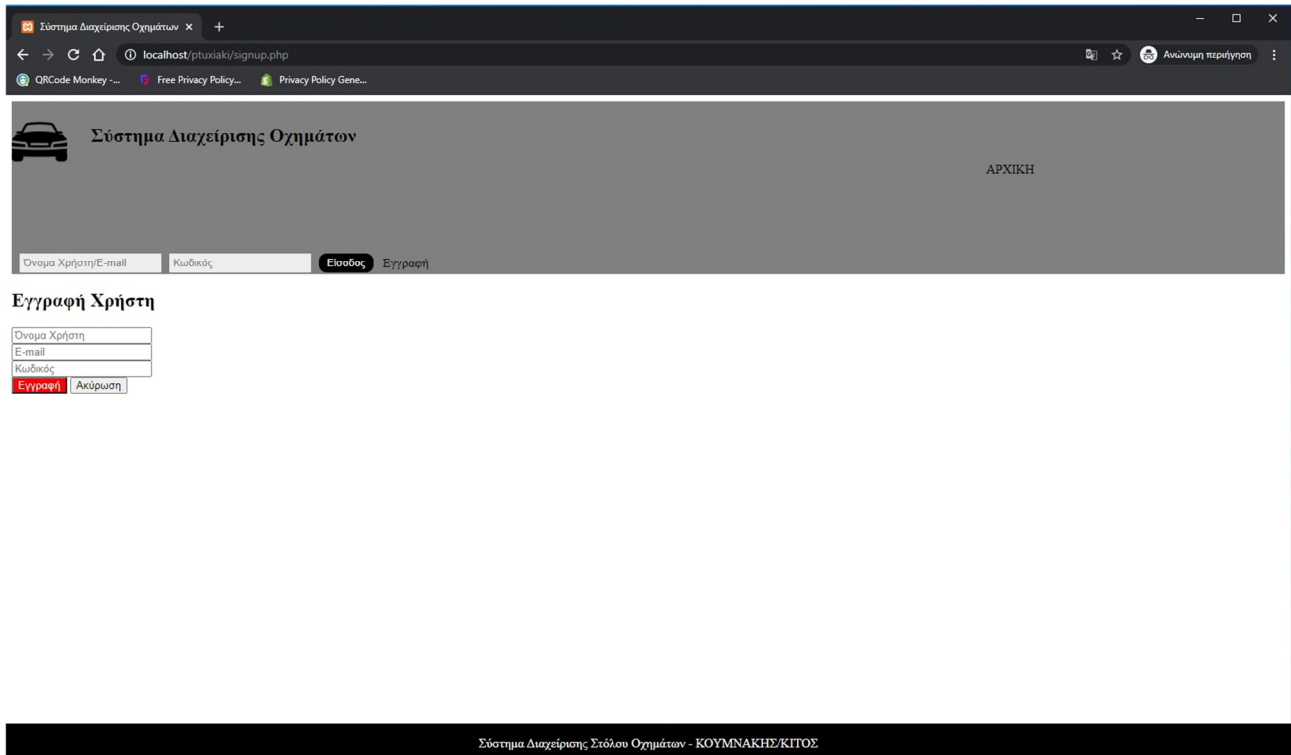 Σύστημα Διαχείρισης Οχημάτων
localhost/ptuxiaki/signup.php
Ανώνυμη περιήγηση
QRCode Monkey -... Free Privacy Policy... Privacy Policy Gene...
Σύστημα Διαχείρισης Οχημάτων
ΑΡΧΙΚΗ
Όνομα Χρήστη/E-mail Κωδικός Είσοδος Εγγραφή
Εγγραφή Χρήστη
Όνομα Χρήστη
E-mail
Κωδικός
Εγγραφή Ακύρωση
Σύστημα Διαχείρισης Στόλου Οχημάτων - ΚΟΥΜΝΑΚΗΣ/ΚΙΤΟΣ